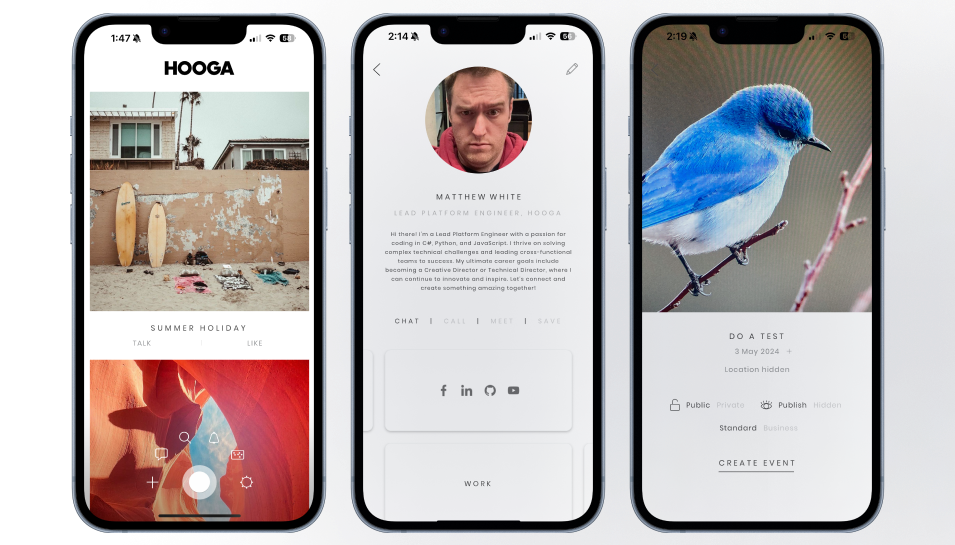 1:47
HOOGA
SUMMER HOLIDAY
TALK
LIKE
2:14
MATTHEW WHITE
LEAD PLATFORM ENGINEER, HOOGA
Hi there! I'm a Lead Platform Engineer with a passion for
coding in C#, Python, and JavaScript. I thrive on solving
complex technical challenges and leading cross-functional
teams to success. My ultimate career goals include
becoming a Creative Director or Technical Director, where I
can continue to innovate and inspire. Let's connect and
create something amazing together!
CHAT | CALL | MEET | SAVE
WORK
2:19
DO A TEST
3 May 2024 +
Location hidden
Public Private Publish Hidden
Standard Business
CREATE EVENT